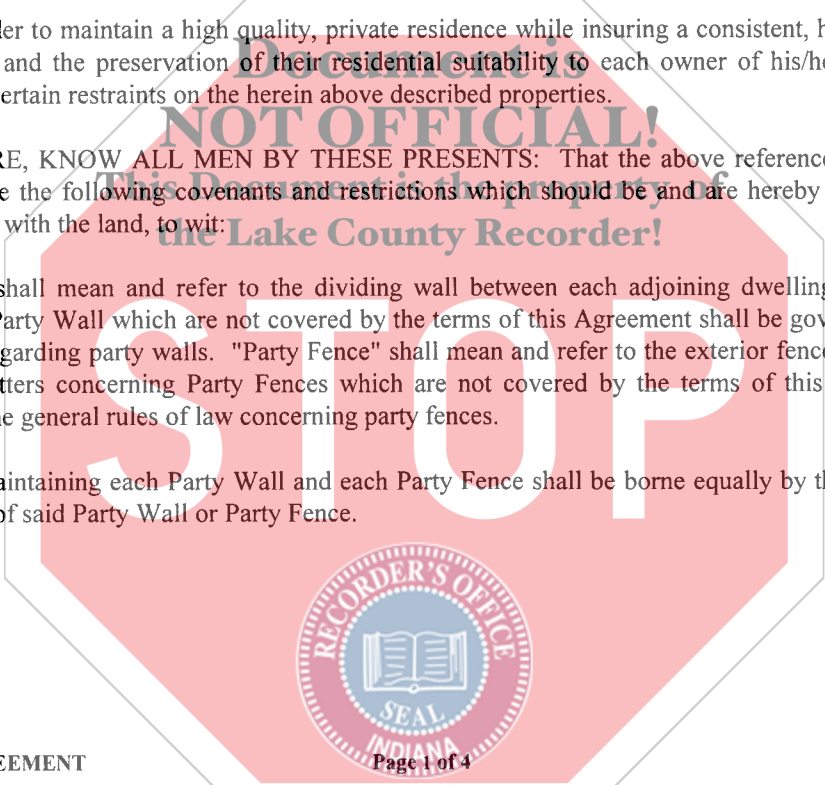 er to maintain a high quality, private residence while insuring a consistent, h
and the preservation of their residential suitability to each owner of his/he
ertain restraints on the herein above described properties.
Document is
NOT OFFICIAL!
This Document is the property of
the Lake County Recorder!
RE, KNOW ALL MEN BY THESE PRESENTS: That the above reference
e the following covenants and restrictions which should be and are hereby
with the land, to wit:
shall mean and refer to the dividing wall between each adjoining dwelling
Party Wall which are not covered by the terms of this Agreement shall be gov
garding party walls. "Party Fence" shall mean and refer to the exterior fence
tters concerning Party Fences which are not covered by the terms of this
e general rules of law concerning party fences.
STOP
aintaining each Party Wall and each Party Fence shall be borne equally by th
of said Party Wall or Party Fence.
RECORDER'S OFFICE
SEAL
INDIANA
EEMENT
Page 1 of 4